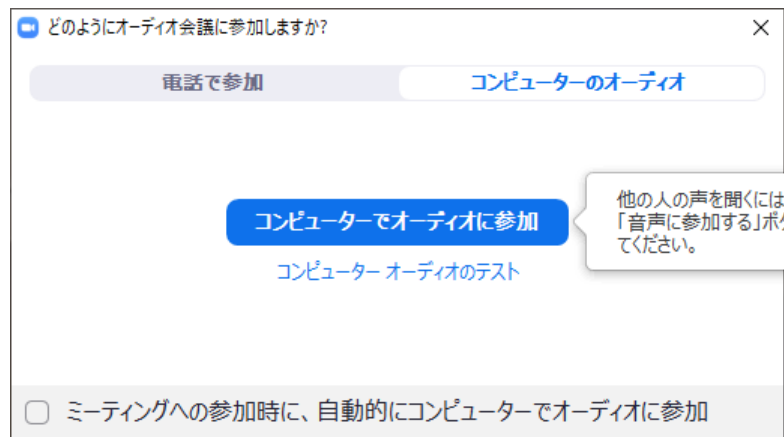 どのようにオーディオ会議に参加しますか?
電話で参加
コンピューターのオーディオ
コンピューターでオーディオに参加
他の人の声を聞くには
「音声に参加する」ボ
てください。
コンピューター オーディオのテスト
ミーティングへの参加時に、自動的にコンピューターでオーディオに参加